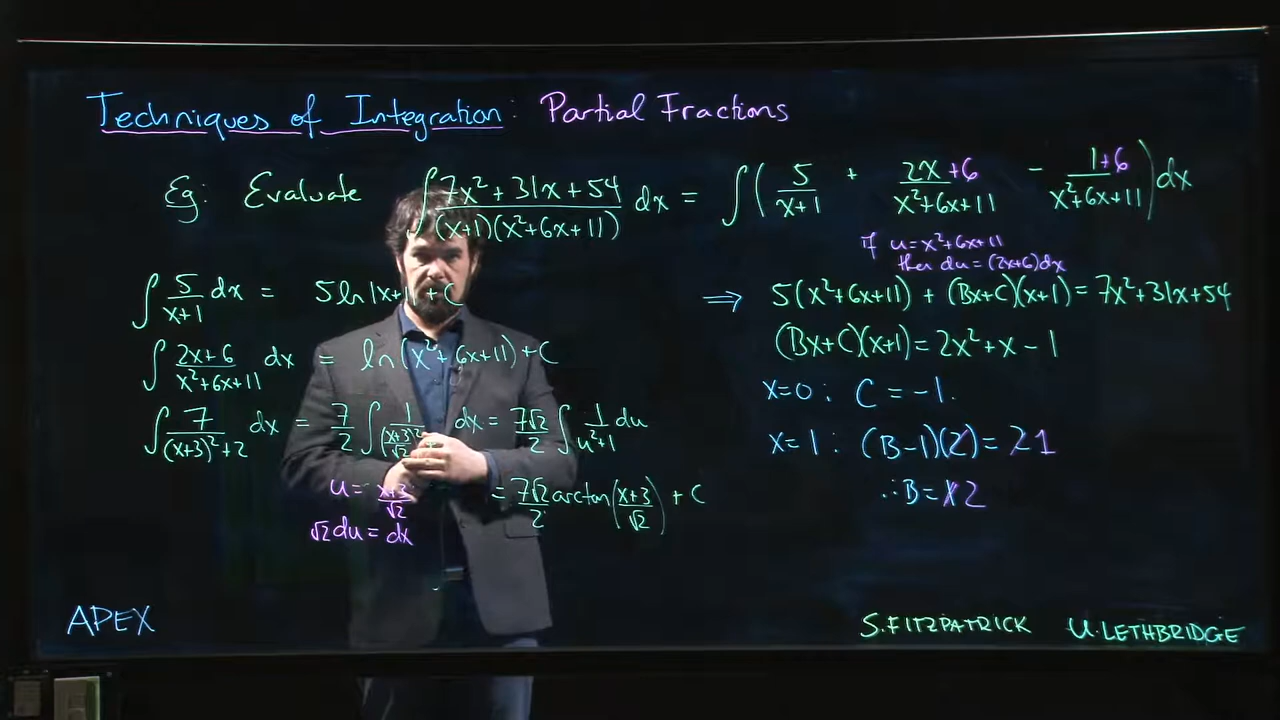 Techniques of Integration: Partial Fractions
Eg: Evaluate ∫ (7x²+31x+54)/((x+1)(x²+6x+11)) dx = ∫( 5/(x+1) + (2x+6)/(x²+6x+11) - (1+6)/(x²+6x+11) ) dx
if u=x²+6x+11
then du=(2x+6)dx
∫ 5/(x+1) dx = 5 ln|x+1|+C
⇒ 5(x²+6x+11) + (Bx+C)(x+1) = 7x²+31x+54
∫ (2x+6)/(x²+6x+11) dx = ln(x²+6x+11)+C
(Bx+C)(x+1) = 2x²+x-1
x=0: C=-1.
∫ 7/((x+3)²+2) dx = 7/2 ∫ 1/((x+3)²/√2 dx = 7√2/2 ∫ 1/(u²+1) du
x=1: (B-1)(2)=21
u= (x+3)/√2 = 7√2/2 arctan((x+3)/√2) + C
∴B=2
√2 du = dx
APEX
S.FITZPATRICK U.LETHBRIDGE